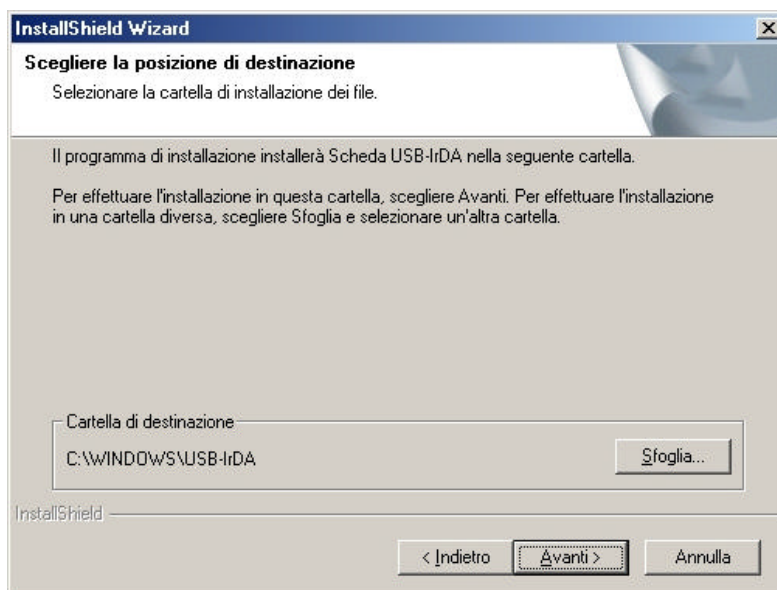 InstallShield Wizard
Scegliere la posizione di destinazione
Selezionare la cartella di installazione dei file.
Il programma di installazione installerà Scheda USB-IrDA nella seguente cartella.
Per effettuare l'installazione in questa cartella, scegliere Avanti. Per effettuare l'installazione
in una cartella diversa, scegliere Sfoglia e selezionare un'altra cartella.
Cartella di destinazione
C:\WINDOWS\USB-IrDA
Sfoglia...
InstallShield
< Indietro
Avanti >
Annulla